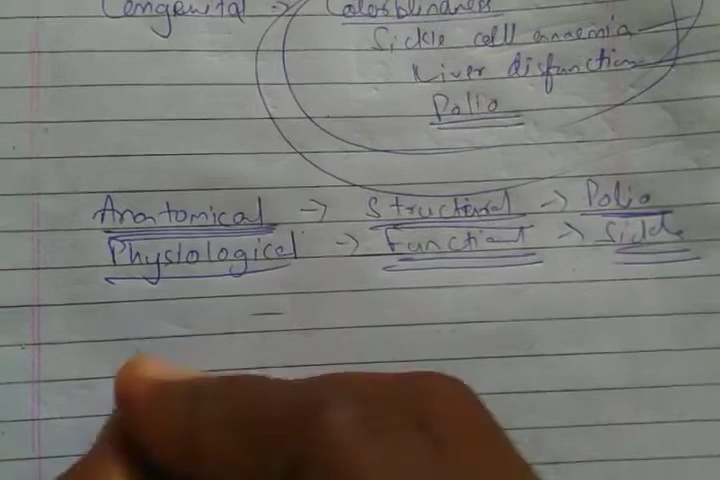 Congenital → Colorblindness
Sickle cell anaemia
Liver disfunction
Polio
Anatomical → Structural → Polio
Physiological → Functional → Sickle